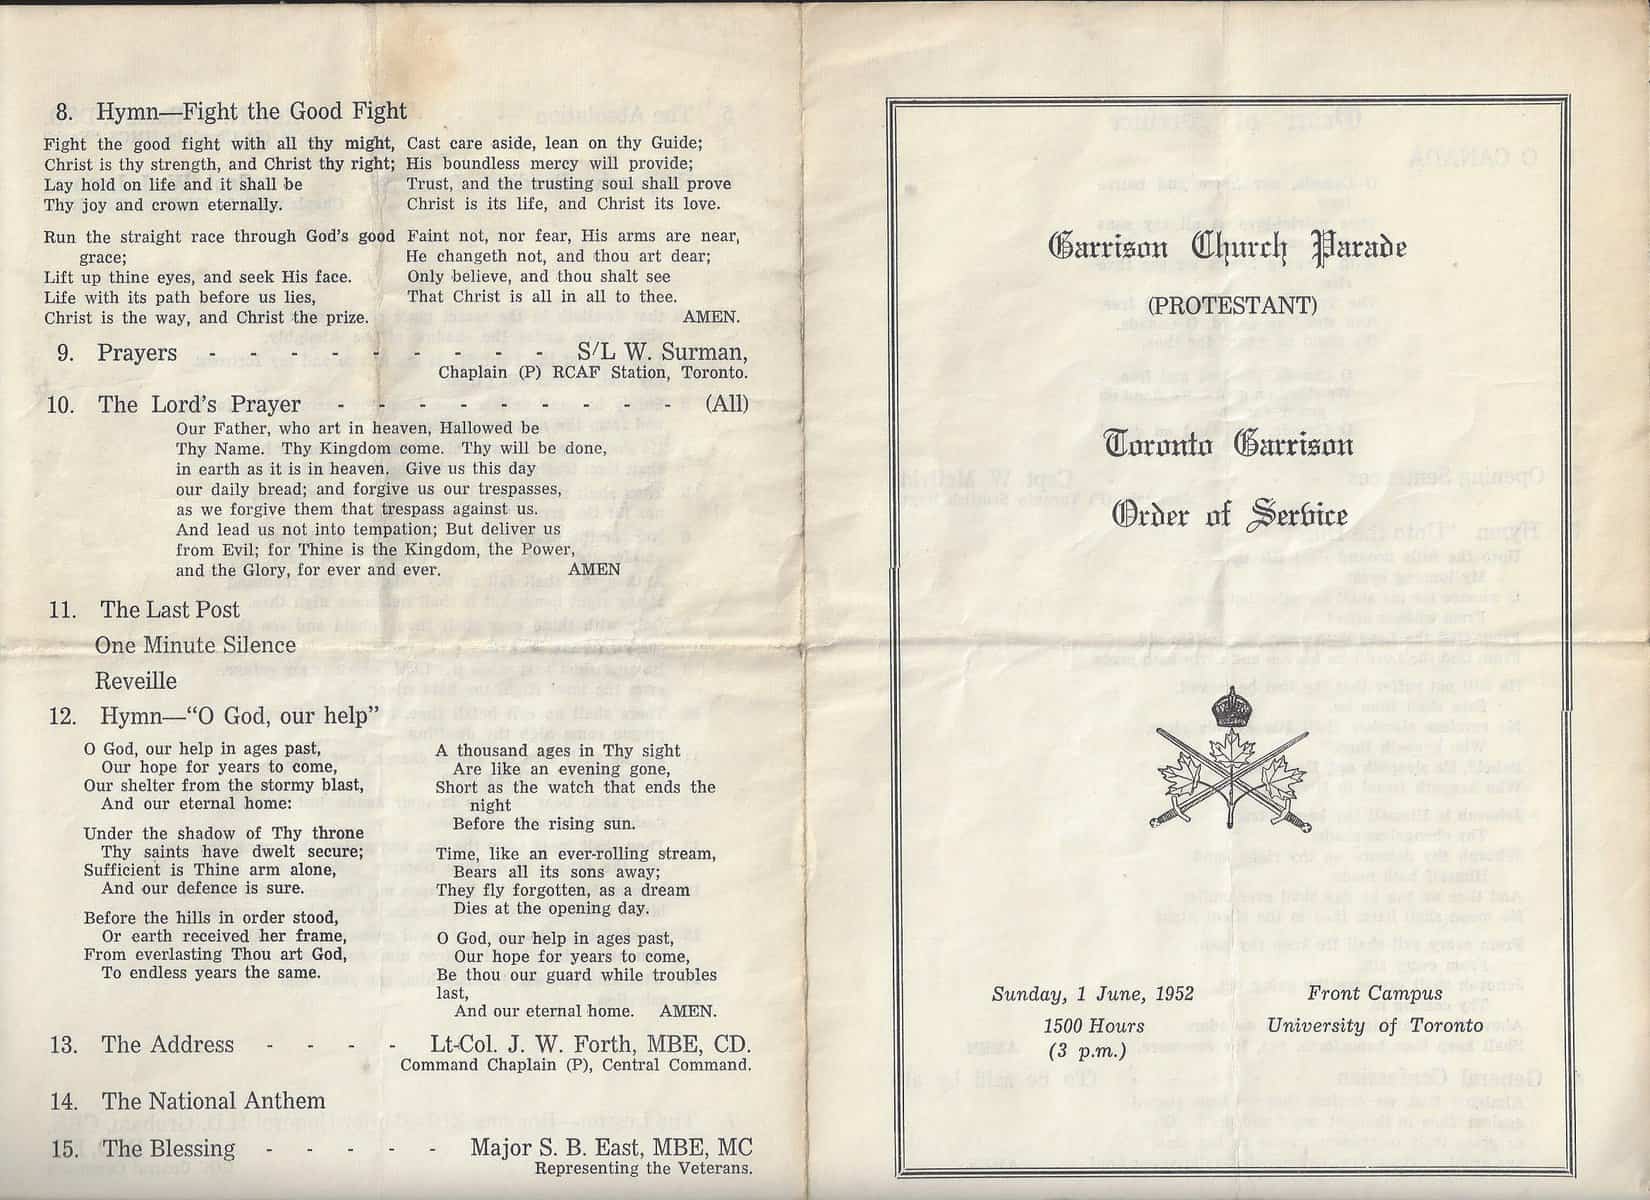 8. Hymn—Fight the Good Fight
Fight the good fight with all thy might,
Christ is thy strength, and Christ thy right;
Lay hold on life and it shall be
Thy joy and crown eternally.
Run the straight race through God's good
grace;
Lift up thine eyes, and seek His face.
Life with its path before us lies,
Christ is the way, and Christ the prize.
Cast care aside, lean on thy Guide;
His boundless mercy will provide;
Trust, and the trusting soul shall prove
Christ is its life, and Christ its love.
Faint not, nor fear, His arms are near,
He changeth not, and thou art dear;
Only believe, and thou shalt see
That Christ is all in all to thee.
AMEN.
9. Prayers - - - - - - - - - - - S/L W. Surman,
Chaplain (P) RCAF Station, Toronto.
10. The Lord's Prayer - - - - - - - - - (All)
Our Father, who art in heaven, Hallowed be
Thy Name. Thy Kingdom come. Thy will be done,
in earth as it is in heaven. Give us this day
our daily bread; and forgive us our trespasses,
as we forgive them that trespass against us.
And lead us not into tempation; But deliver us
from Evil; for Thine is the Kingdom, the Power,
and the Glory, for ever and ever. AMEN
11. The Last Post
One Minute Silence
Reveille
12. Hymn—"O God, our help"
O God, our help in ages past,
Our hope for years to come,
Our shelter from the stormy blast,
And our eternal home:
Under the shadow of Thy throne
Thy saints have dwelt secure;
Sufficient is Thine arm alone,
And our defence is sure.
Before the hills in order stood,
Or earth received her frame,
From everlasting Thou art God,
To endless years the same.
A thousand ages in Thy sight
Are like an evening gone,
Short as the watch that ends the
night
Before the rising sun.
Time, like an ever-rolling stream,
Bears all its sons away;
They fly forgotten, as a dream
Dies at the opening day.
O God, our help in ages past,
Our hope for years to come,
Be thou our guard while troubles
last,
And our eternal home. AMEN.
13. The Address - - - - Lt-Col. J. W. Forth, MBE, CD.
Command Chaplain (P), Central Command.
14. The National Anthem
15. The Blessing - - - - - Major S. B. East, MBE, MC
Representing the Veterans.
Garrison Church Parade
(PROTESTANT)
Toronto Garrison
Order of Service
Sunday, 1 June, 1952
1500 Hours
(3 p.m.)
Front Campus
University of Toronto